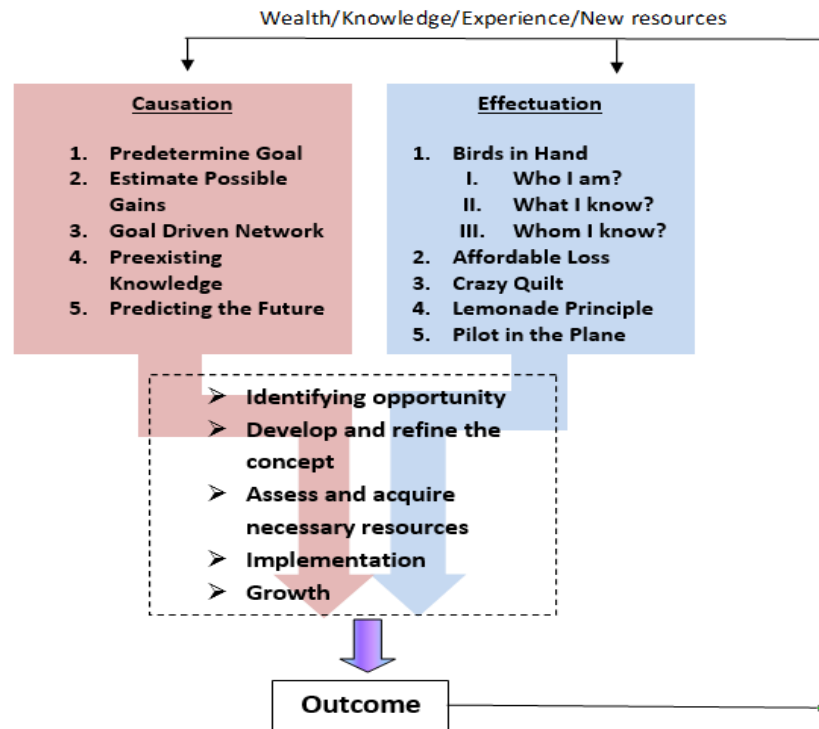 Wealth/Knowledge/Experience/New resources
Causation
1. Predetermine Goal
2. Estimate Possible
Gains
3. Goal Driven Network
4. Preexisting
Knowledge
5. Predicting the Future
Effectuation
1. Birds in Hand
I. Who I am?
II. What I know?
III. Whom I know?
2. Affordable Loss
3. Crazy Quilt
4. Lemonade Principle
5. Pilot in the Plane
➢ Identifying opportunity
➢ Develop and refine the
concept
➢ Assess and acquire
necessary resources
➢ Implementation
➢ Growth
Outcome